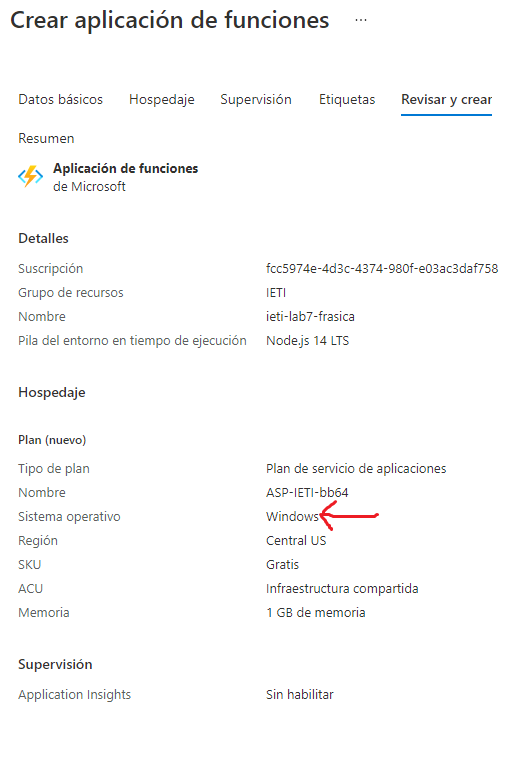 Crear aplicación de funciones ...
Datos básicos Hospedaje Supervisión Etiquetas Revisar y crear
Resumen
Aplicación de funciones
de Microsoft
Detalles
Suscripción fcc5974e-4d3c-4374-980f-e03ac3daf758
Grupo de recursos IETI
Nombre ieti-lab7-frasica
Pila del entorno en tiempo de ejecución Node.js 14 LTS
Hospedaje
Plan (nuevo)
Tipo de plan Plan de servicio de aplicaciones
Nombre ASP-IETI-bb64
Sistema operativo Windows
Región Central US
SKU Gratis
ACU Infraestructura compartida
Memoria 1 GB de memoria
Supervisión
Application Insights Sin habilitar